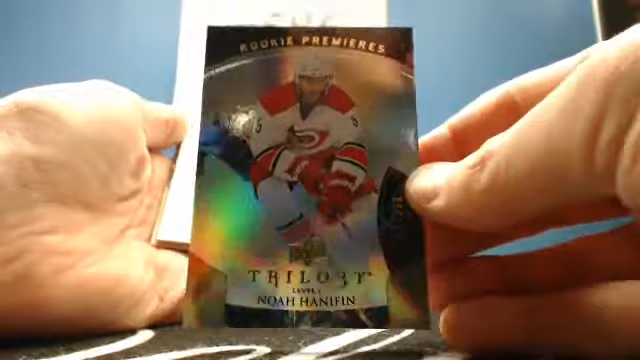 ROOKIE PREMIERES
TRILOGY
LEVEL 1
NOAH HANIFIN